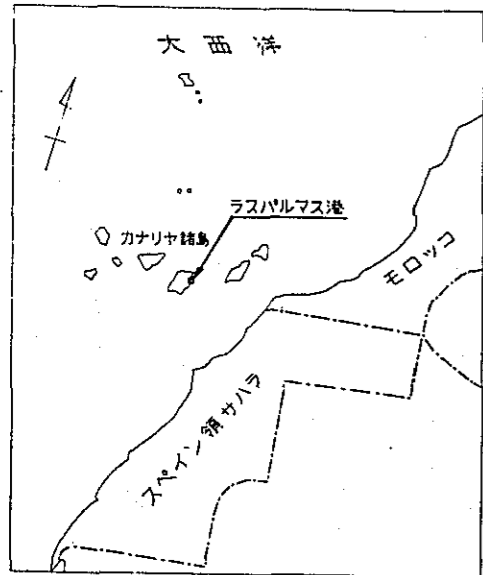 大西洋
ラスパルマス港
カナリヤ諸島
モロッコ
スペイン領サハラ